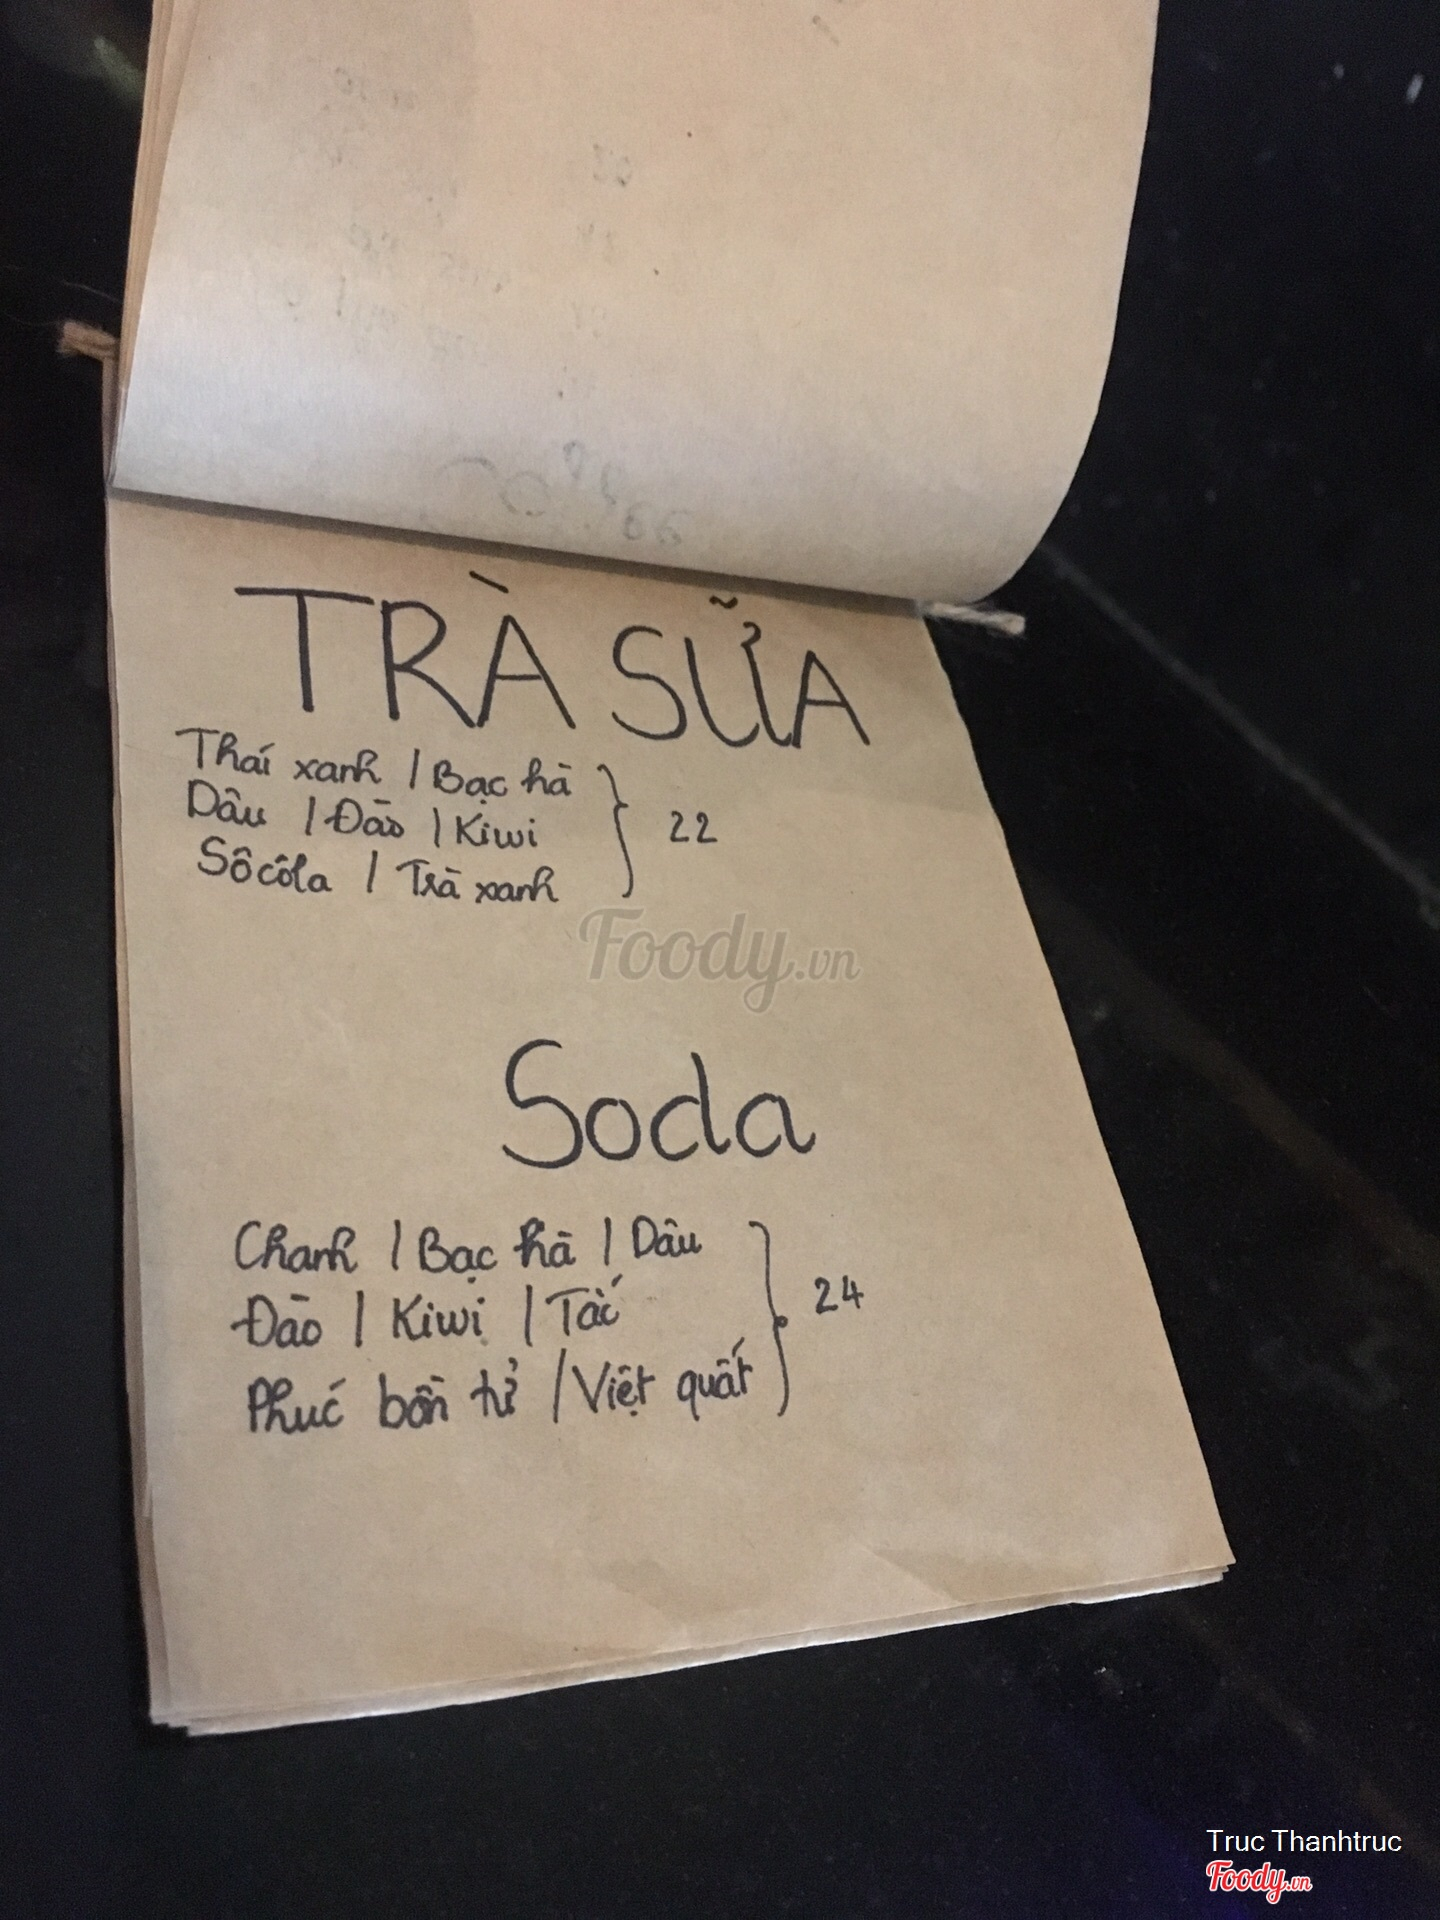 TRÀ SỮA
Thái xanh / Bạc hà
Dâu / Đào / Kiwi } 22
Sôcôla / Trà xanh
Foody.vn
Soda
Chanh / Bạc hà / Dâu
Đào / Kiwi / Tắc } 24
Phúc bồn tử / Việt quất
Truc Thanhtruc
Foody.vn